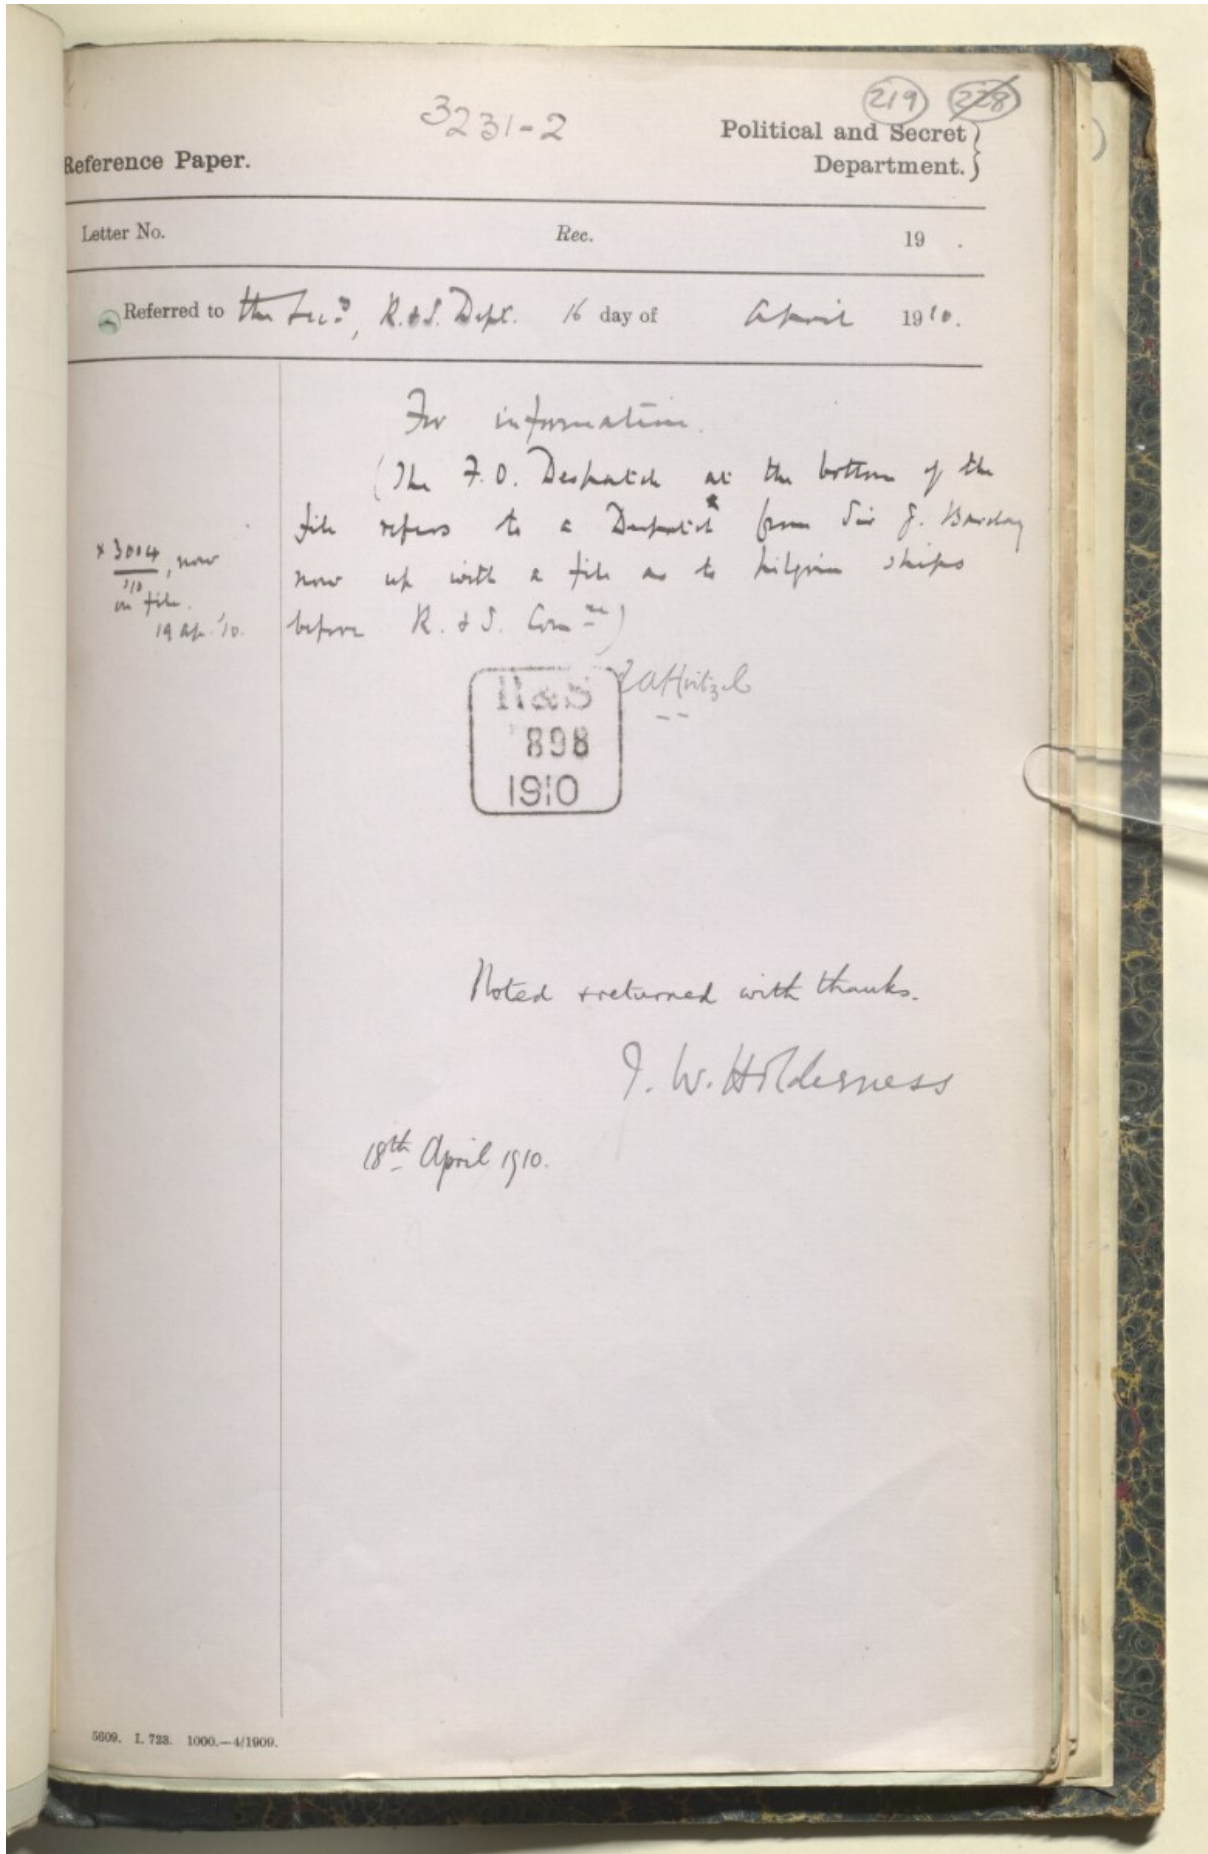 219 228
3231-2
Political and Secret
Department.
Reference Paper.
Letter No. Rec. 19 .
Referred to the Secy, R. & S. Dept. 16 day of April 1910.
For information.
(The F.O. Despatch at the bottom of the
file refers to a Despatch x from Sir G. Barclay
now up with a file as to pilgrim ships
before R. & S. Comee)
x 3004/10, now
in file.
19 Ap. '10.
R & S
898
1910
Noted & returned with thanks.
T. W. Holderness
18th April 1910.
5609. I. 723. 1000.—4/1909.